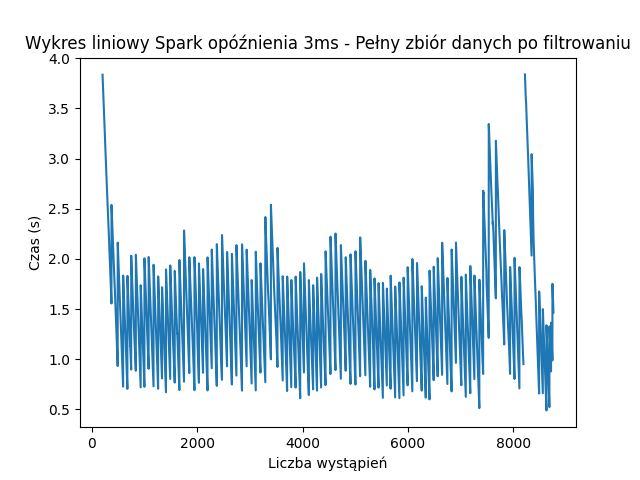 Wykres liniowy Spark opóźnienia 3ms - Pełny zbiór danych po filtrowaniu
4.0
3.5
3.0
2.5
2.0
1.5
1.0
0.5
Czas (s)
0 2000 4000 6000 8000
Liczba wystąpień